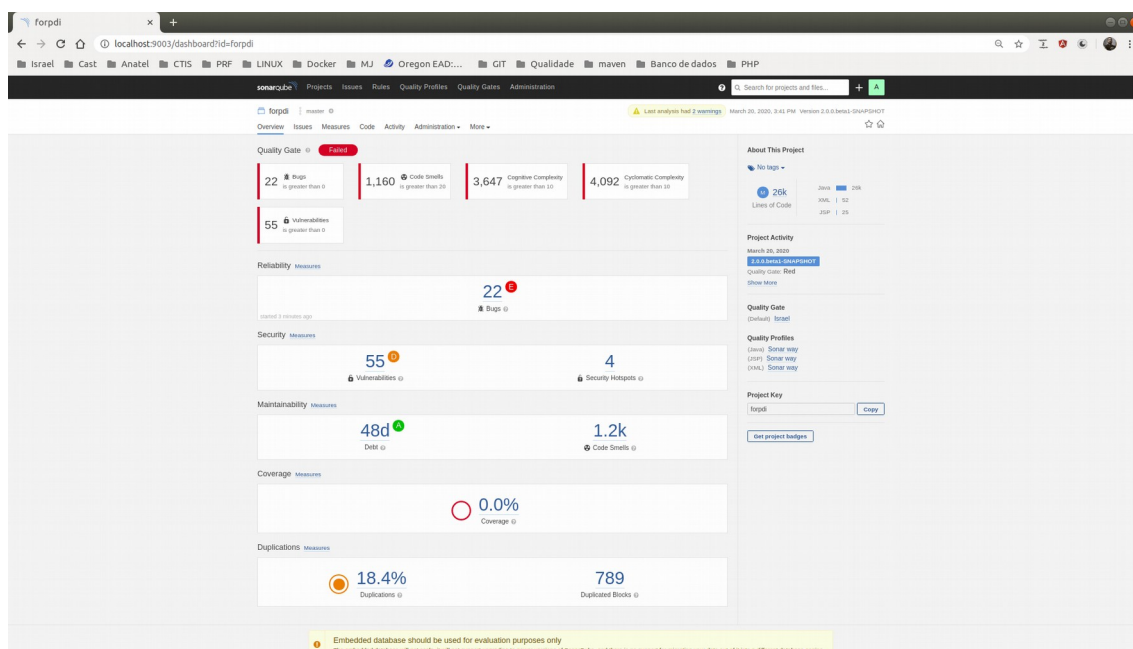 forpdi
localhost:9003/dashboard?id=forpdi
Israel Cast Anatel CTIS PRF LINUX Docker MJ Oregon EAD:... GIT Qualidade maven Banco de dados PHP
sonarqube Projects Issues Rules Quality Profiles Quality Gates Administration Search for projects and files... + A
forpdi master Last analysis had 2 warnings March 20, 2020, 3:41 PM Version 2.0.0.beta1-SNAPSHOT
Overview Issues Measures Code Activity Administration More
Quality Gate Failed
22 Bugs is greater than 0
1,160 Code Smells is greater than 20
3,647 Cognitive Complexity is greater than 10
4,092 Cyclomatic Complexity is greater than 10
55 Vulnerabilities is greater than 0
Reliability Measures
22 E
Bugs
started 3 minutes ago
Security Measures
55 D 4
Vulnerabilities Security Hotspots
Maintainability Measures
48d A 1.2k
Debt Code Smells
Coverage Measures
0.0%
Coverage
Duplications Measures
18.4% 789
Duplications Duplicated Blocks
About This Project
No tags
M 26k
Lines of Code
Java 26k
XML 52
JSP 25
Project Activity
March 20, 2020
2.0.0.beta1-SNAPSHOT
Quality Gate: Red
Show More
Quality Gate
(Default) Israel
Quality Profiles
(Java) Sonar way
(JSP) Sonar way
(XML) Sonar way
Project Key
forpdi Copy
Get project badges
Embedded database should be used for evaluation purposes only